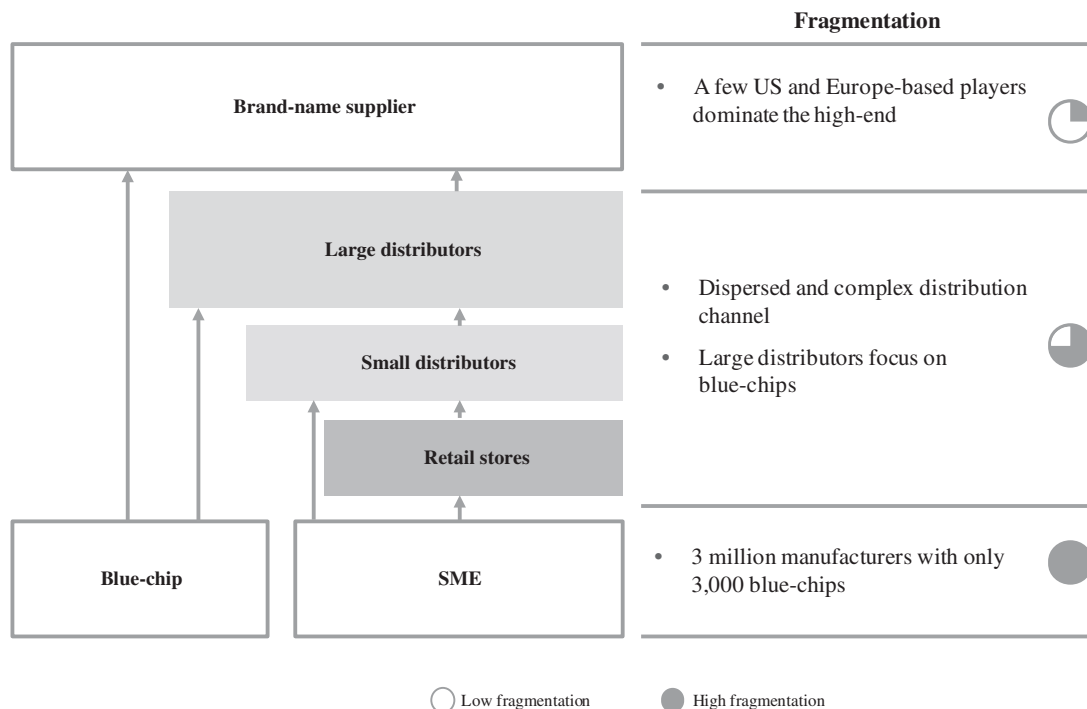 Fragmentation
Brand-name supplier
• A few US and Europe-based players
dominate the high-end
Large distributors
• Dispersed and complex distribution
channel
Small distributors
• Large distributors focus on
blue-chips
Retail stores
Blue-chip
SME
• 3 million manufacturers with only
3,000 blue-chips
Low fragmentation
High fragmentation